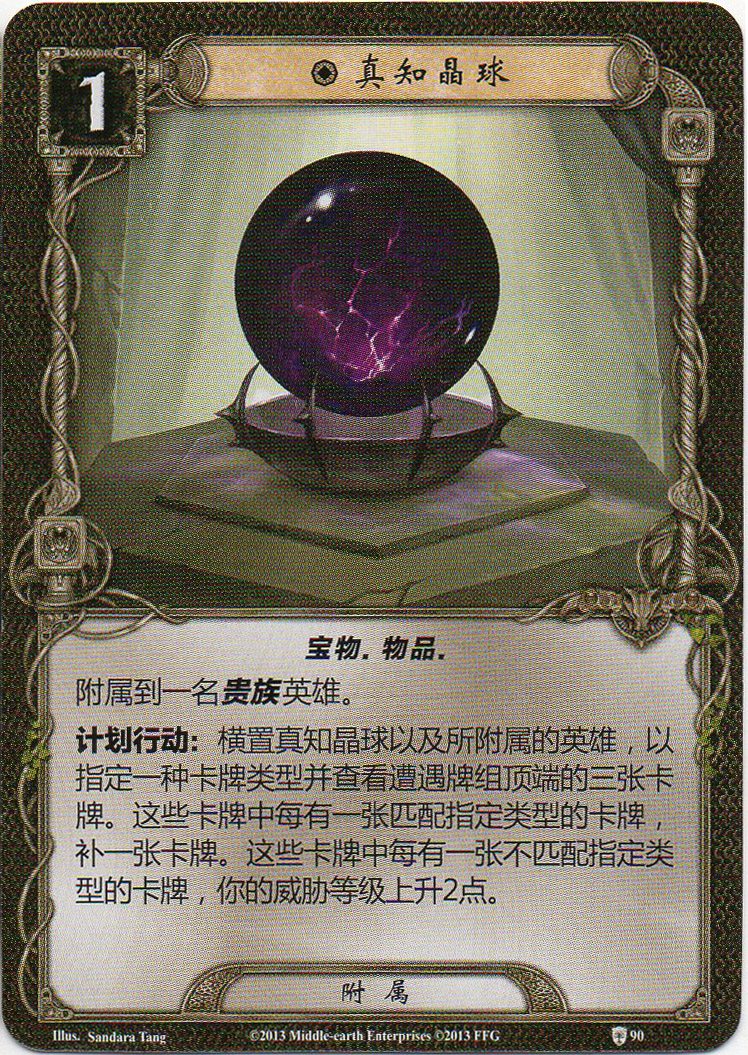 1
真知晶球
宝物. 物品.
附属到一名贵族英雄。
计划行动：横置真知晶球以及所附属的英雄，以
指定一种卡牌类型并查看遭遇牌组顶端的三张卡
牌。这些卡牌中每有一张匹配指定类型的卡牌，
补一张卡牌。这些卡牌中每有一张不匹配指定类
型的卡牌，你的威胁等级上升2点。
附属
Illus. Sandara Tang ©2013 Middle-earth Enterprises ©2013 FFG 90